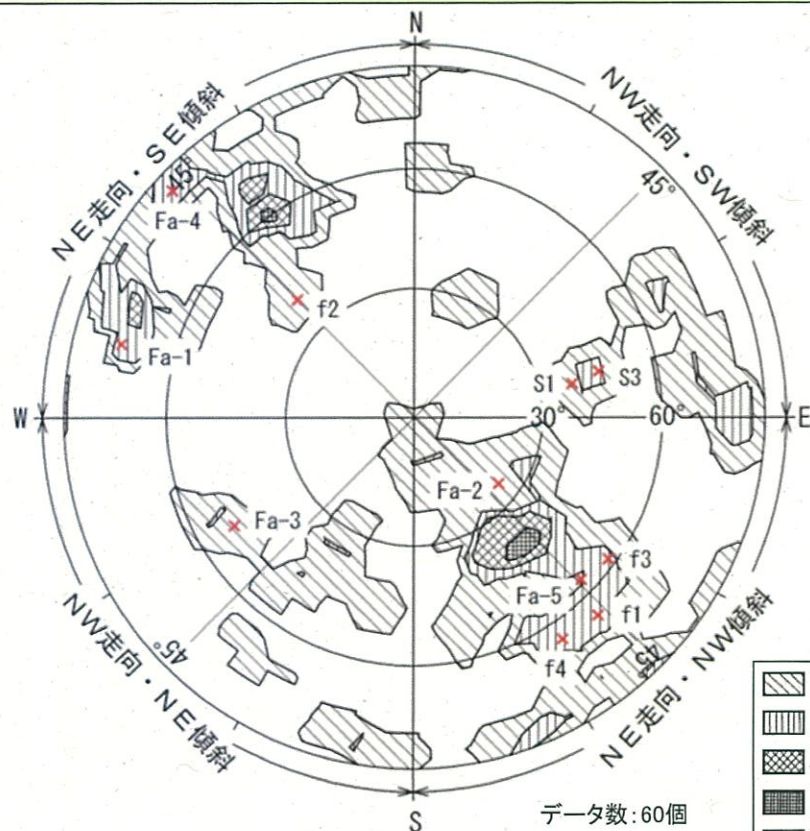 N
NE走向・SE傾斜
NW走向・SW傾斜
45°
45°
Fa-4
f2
Fa-1
S1
S3
W
30°
60°
E
Fa-2
Fa-3
f3
Fa-5
f1
f4
45°
45°
NW走向・NE傾斜
NE走向・NW傾斜
データ数:60個
S